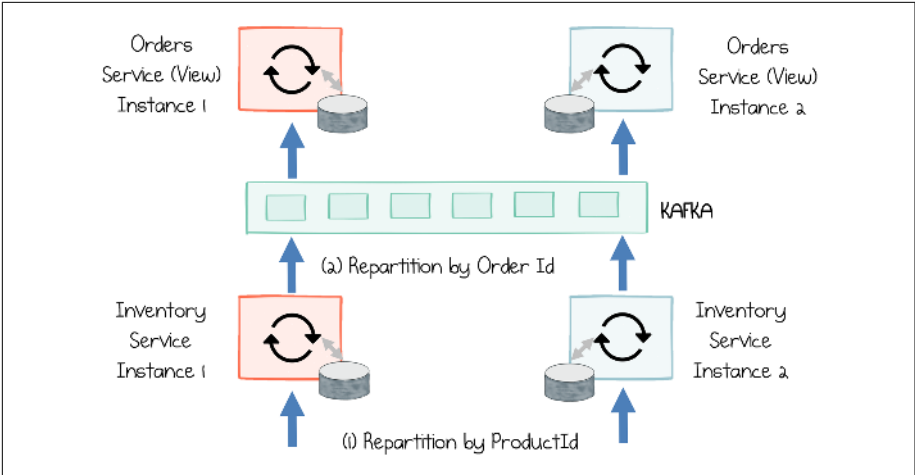 Orders
Service (View)
Instance 1
Orders
Service (View)
Instance 2
KAFKA
(2) Repartition by Order Id
Inventory
Service
Instance 1
Inventory
Service
Instance 2
(1) Repartition by ProductId